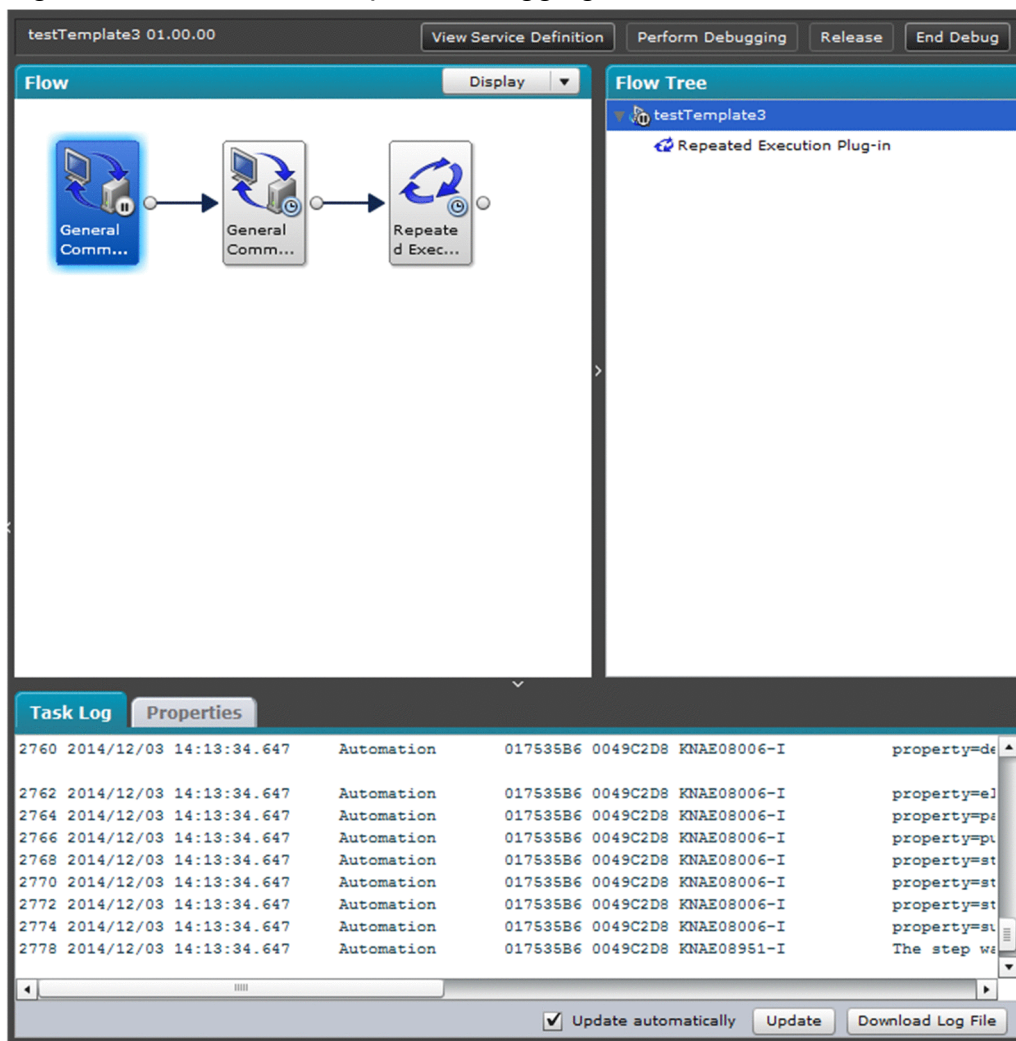 testTemplate3 01.00.00 View Service Definition Perform Debugging Release End Debug
Flow Display Flow Tree
testTemplate3
Repeated Execution Plug-in
General
Comm...
General
Comm...
Repeate
d Exec...
Task Log Properties
2760 2014/12/03 14:13:34.647 Automation 017535B6 0049C2D8 KNAE08006-I property=de
2762 2014/12/03 14:13:34.647 Automation 017535B6 0049C2D8 KNAE08006-I property=el
2764 2014/12/03 14:13:34.647 Automation 017535B6 0049C2D8 KNAE08006-I property=pa
2766 2014/12/03 14:13:34.647 Automation 017535B6 0049C2D8 KNAE08006-I property=pu
2768 2014/12/03 14:13:34.647 Automation 017535B6 0049C2D8 KNAE08006-I property=st
2770 2014/12/03 14:13:34.647 Automation 017535B6 0049C2D8 KNAE08006-I property=st
2772 2014/12/03 14:13:34.647 Automation 017535B6 0049C2D8 KNAE08006-I property=st
2774 2014/12/03 14:13:34.647 Automation 017535B6 0049C2D8 KNAE08006-I property=su
2778 2014/12/03 14:13:34.647 Automation 017535B6 0049C2D8 KNAE08951-I The step wa
Update automatically Update Download Log File